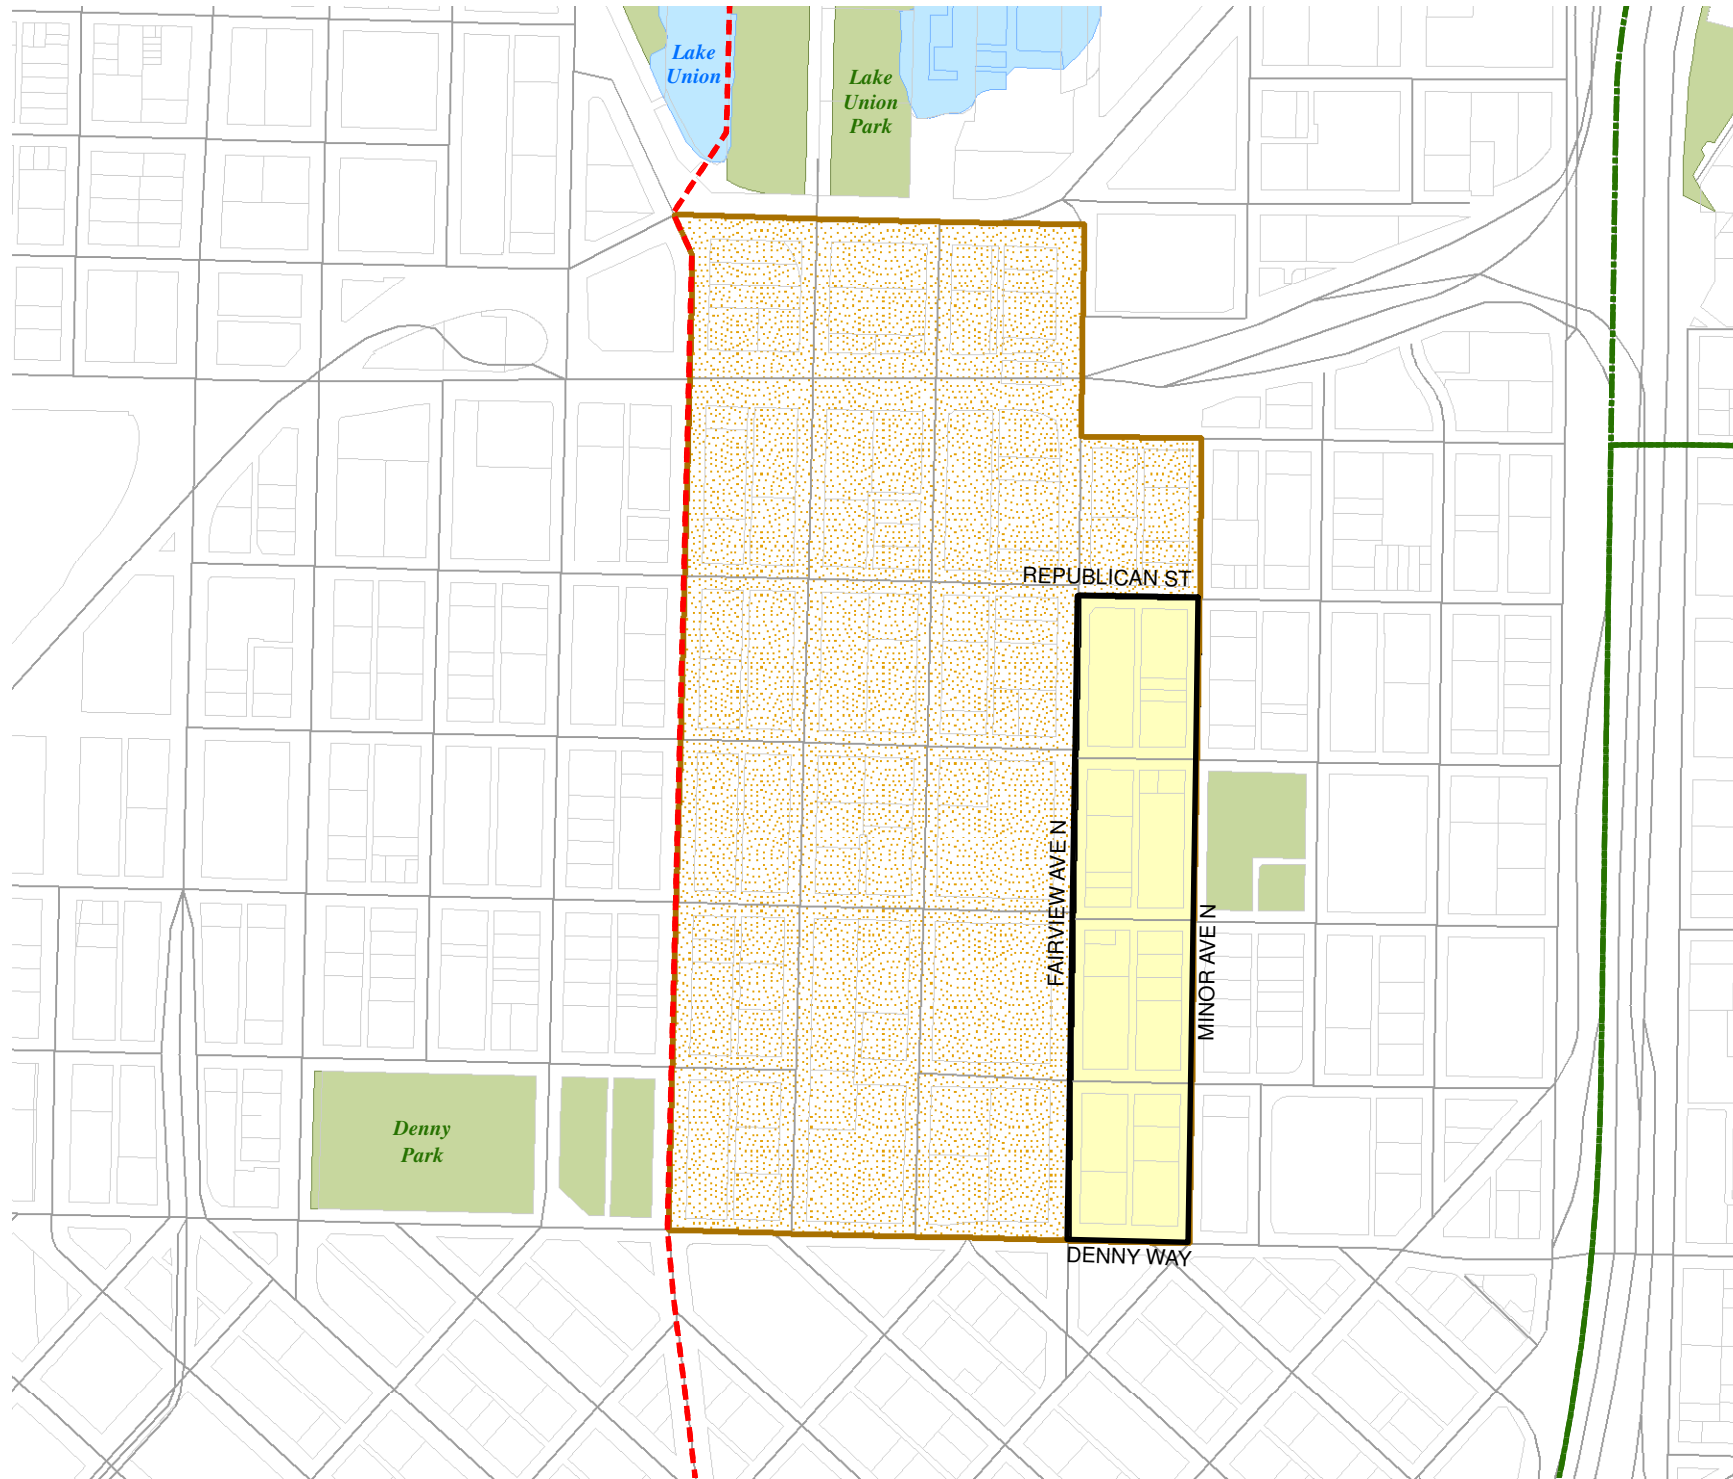 Lake
Union
Lake
Union
Park
REPUBLICAN ST
FAIRVIEW AVE N
MINOR AVE N
Denny
Park
DENNY WAY